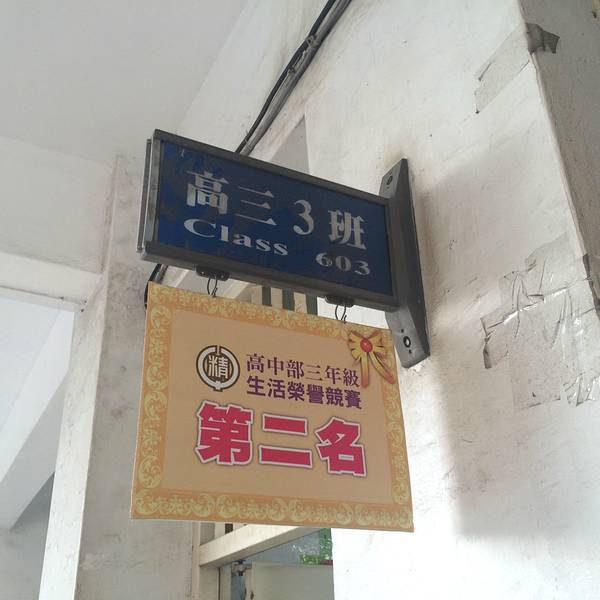 高三3班
Class 603
精
高中部三年級
生活榮譽競賽
第二名